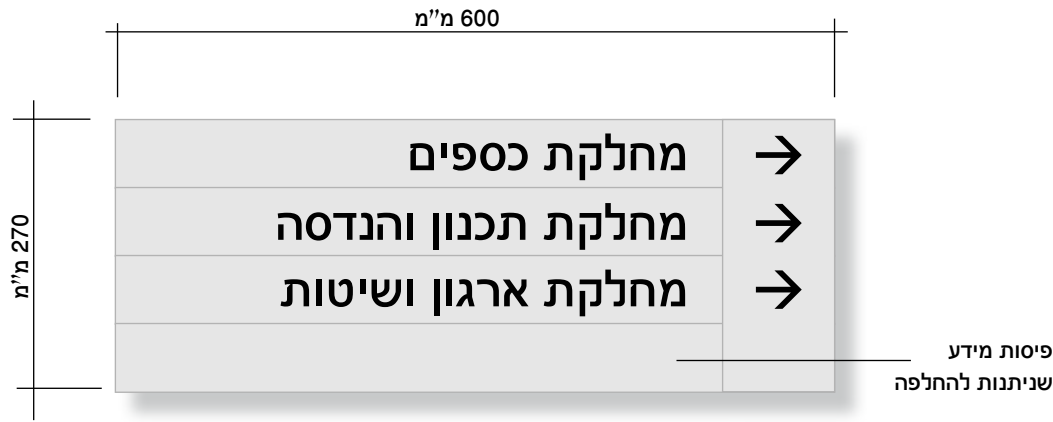 600 מ״מ
מחלקת כספים
מחלקת תכנון והנדסה
מחלקת ארגון ושיטות
270 מ״מ
פיסות מידע
שניתנות להחלפה